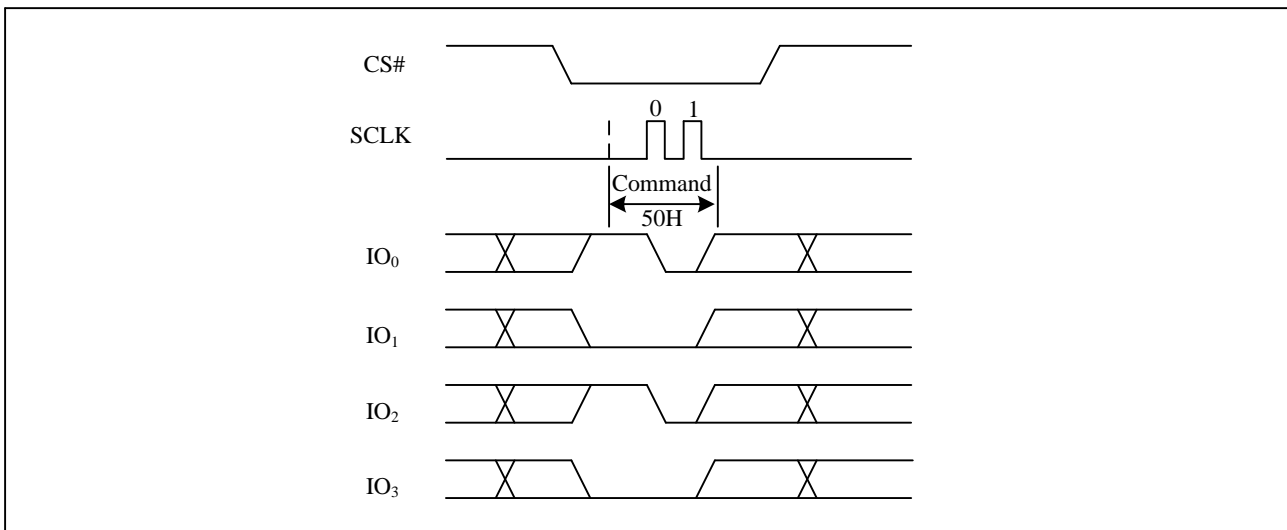 CS#
0 1
SCLK
Command
50H
IO₀
IO₁
IO₂
IO₃